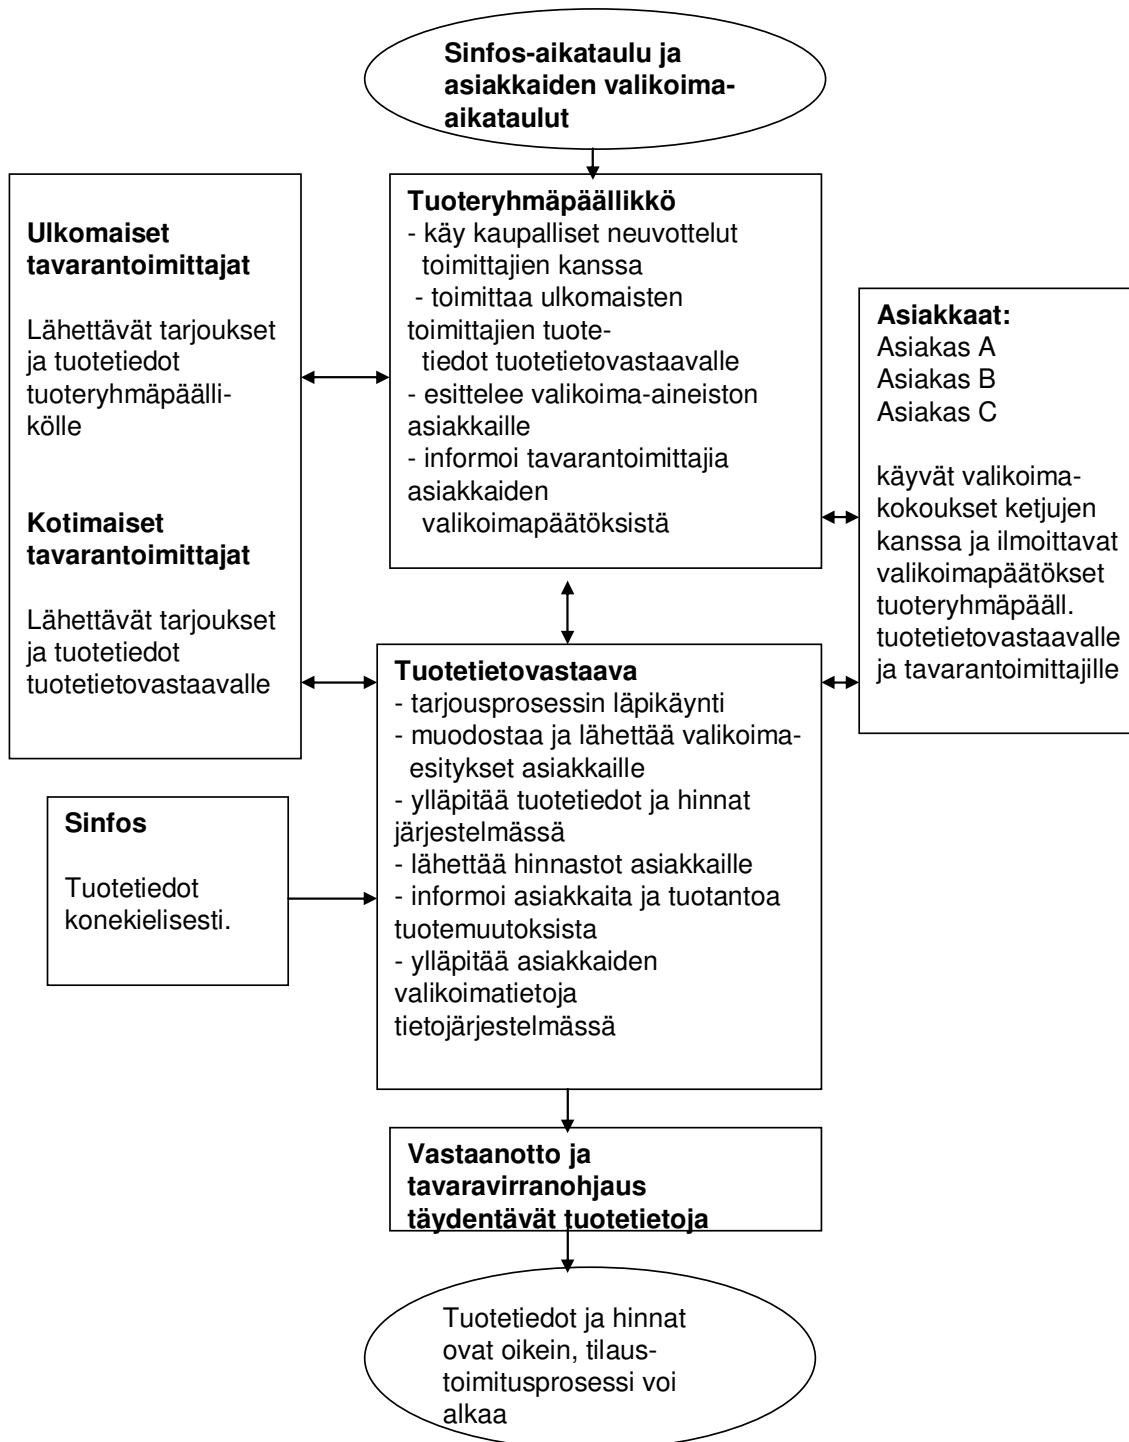 Sinfos-aikataulu ja
asiakkaiden valikoima-
aikataulut
Ulkomaiset
tavarantoimittajat
Lähettävät tarjoukset
ja tuotetiedot
tuoteryhmäpäälli-
kölle
Kotimaiset
tavarantoimittajat
Lähettävät tarjoukset
ja tuotetiedot
tuotetietovastaavalle
Tuoteryhmäpäällikkö
- käy kaupalliset neuvottelut
toimittajien kanssa
- toimittaa ulkomaisten
toimittajien tuote-
tiedot tuotetietovastaavalle
- esittelee valikoima-aineiston
asiakkaille
- informoi tavarantoimittajia
asiakkaiden
valikoimapäätöksistä
Asiakkaat:
Asiakas A
Asiakas B
Asiakas C
käyvät valikoima-
kokoukset ketjujen
kanssa ja ilmoittavat
valikoimapäätökset
tuoteryhmäpääll.
tuotetietovastaavalle
ja tavarantoimittajille
Tuotetietovastaava
- tarjousprosessin läpikäynti
- muodostaa ja lähettää valikoima-
esitykset asiakkaille
- ylläpitää tuotetiedot ja hinnat
järjestelmässä
- lähettää hinnastot asiakkaille
- informoi asiakkaita ja tuotantoa
tuotemuutoksista
- ylläpitää asiakkaiden
valikoimatietoja
tietojärjestelmässä
Sinfos
Tuotetiedot
konekielisesti.
Vastaanotto ja
tavaravirranohjaus
täydentävät tuotetietoja
Tuotetiedot ja hinnat
ovat oikein, tilaus-
toimitusprosessi voi
alkaa